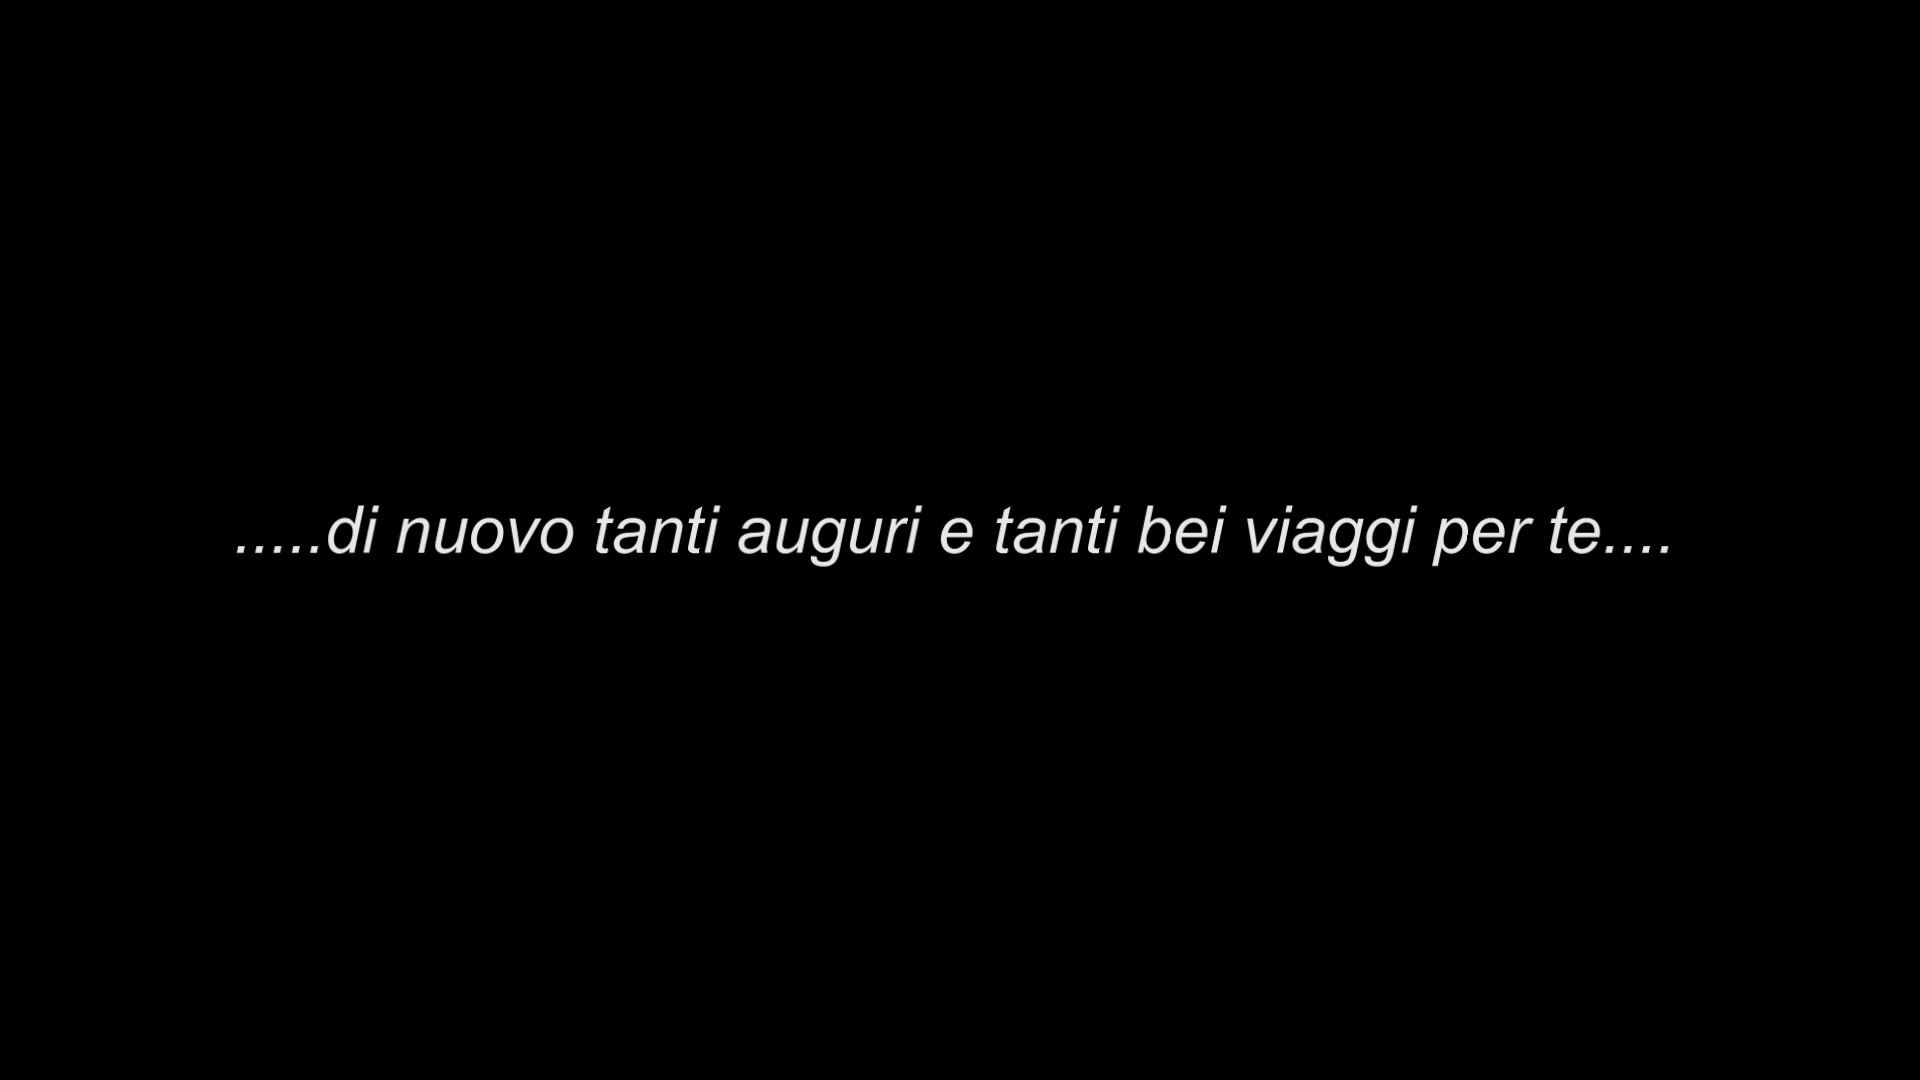 .....di nuovo tanti auguri e tanti bei viaggi per te....